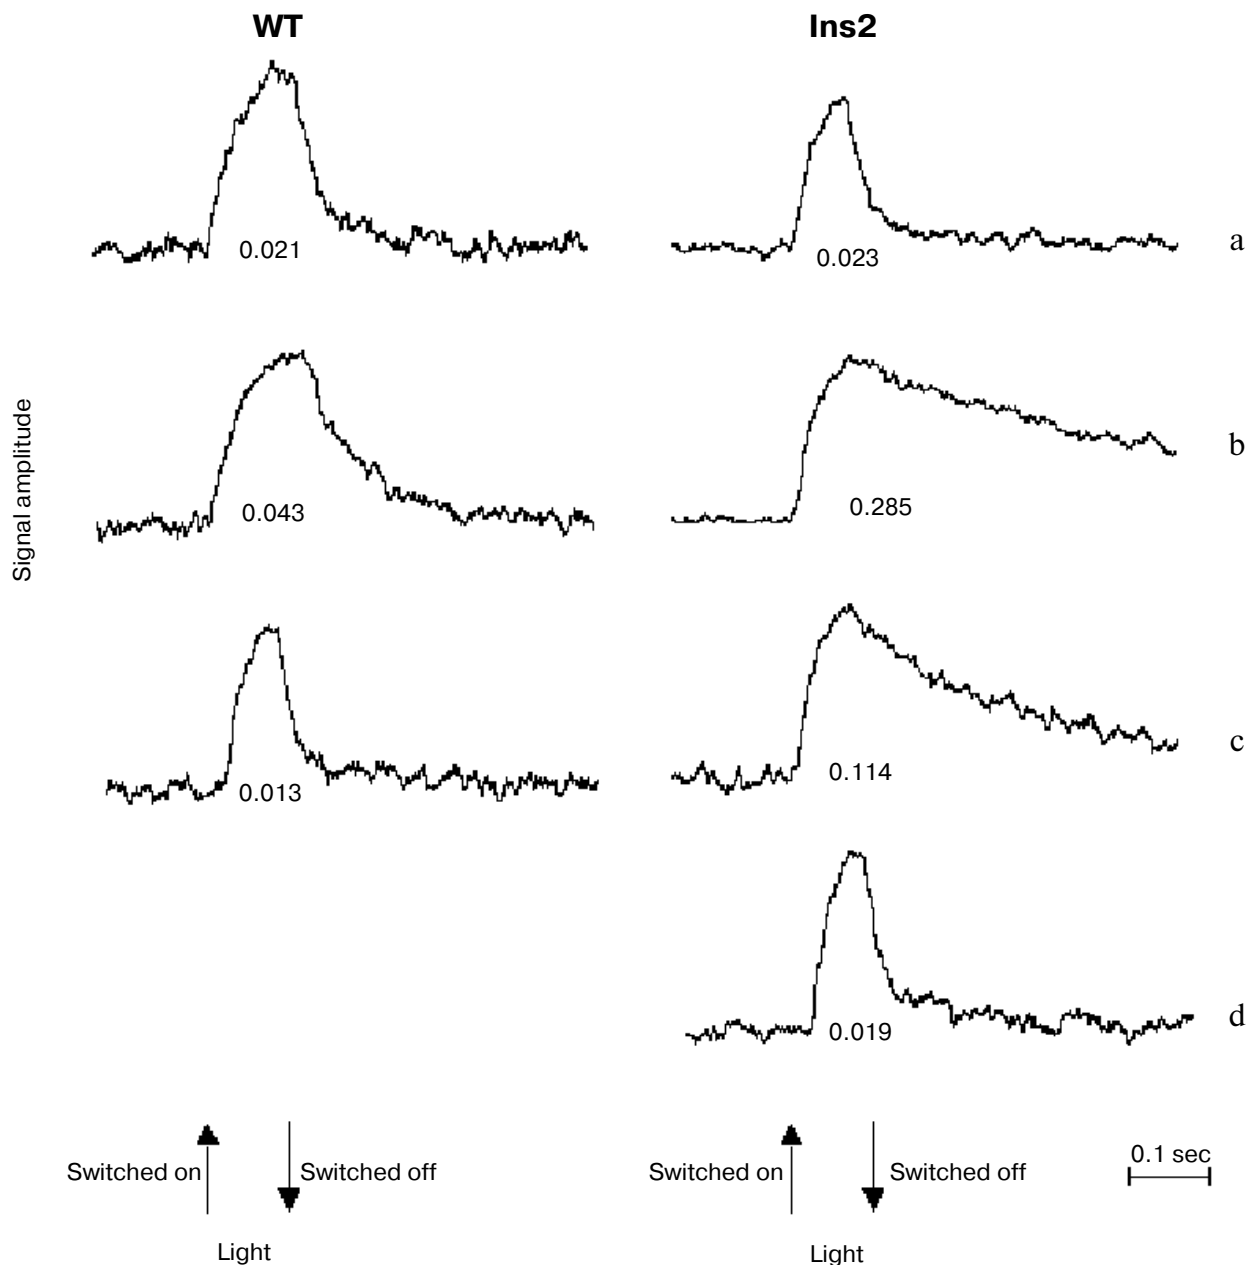 WT
Ins2
0.021
0.023
a
Signal amplitude
0.043
0.285
b
0.013
0.114
c
0.019
d
Switched on
Switched off
Switched on
Switched off
0.1 sec
Light
Light